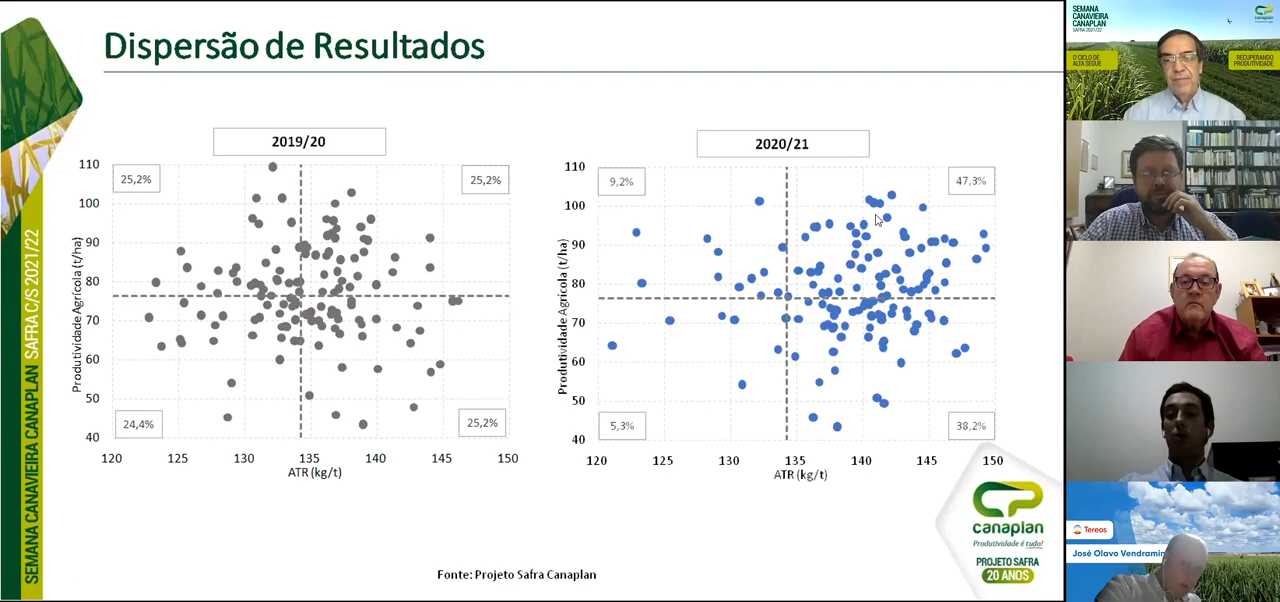 Dispersão de Resultados
2019/20
110
100
90
80
70
60
50
40
25,2%
25,2%
24,4%
25,2%
120
125
130
135
140
145
150
ATR (kg/t)
Produtividade Agrícola (t/ha)
2020/21
110
100
90
80
70
60
50
40
9,2%
47,3%
5,3%
38,2%
120
125
130
135
140
145
150
ATR (kg/t)
Produtividade Agrícola (t/ha)
Fonte: Projeto Safra Canaplan
SEMANA CANAVIEIRA CANAPLAN SAFRA C/S 2021/22
canaplan
Produtividade é tudo!
PROJETO SAFRA
20 ANOS
SEMANA
CANAVIEIRA
CANAPLAN
SAFRA 2021/22
canaplan
O CICLO DE
ALTA SEGUE
RECUPERANDO
PRODUTIVIDADE
Tereos
José Olavo Vendramin